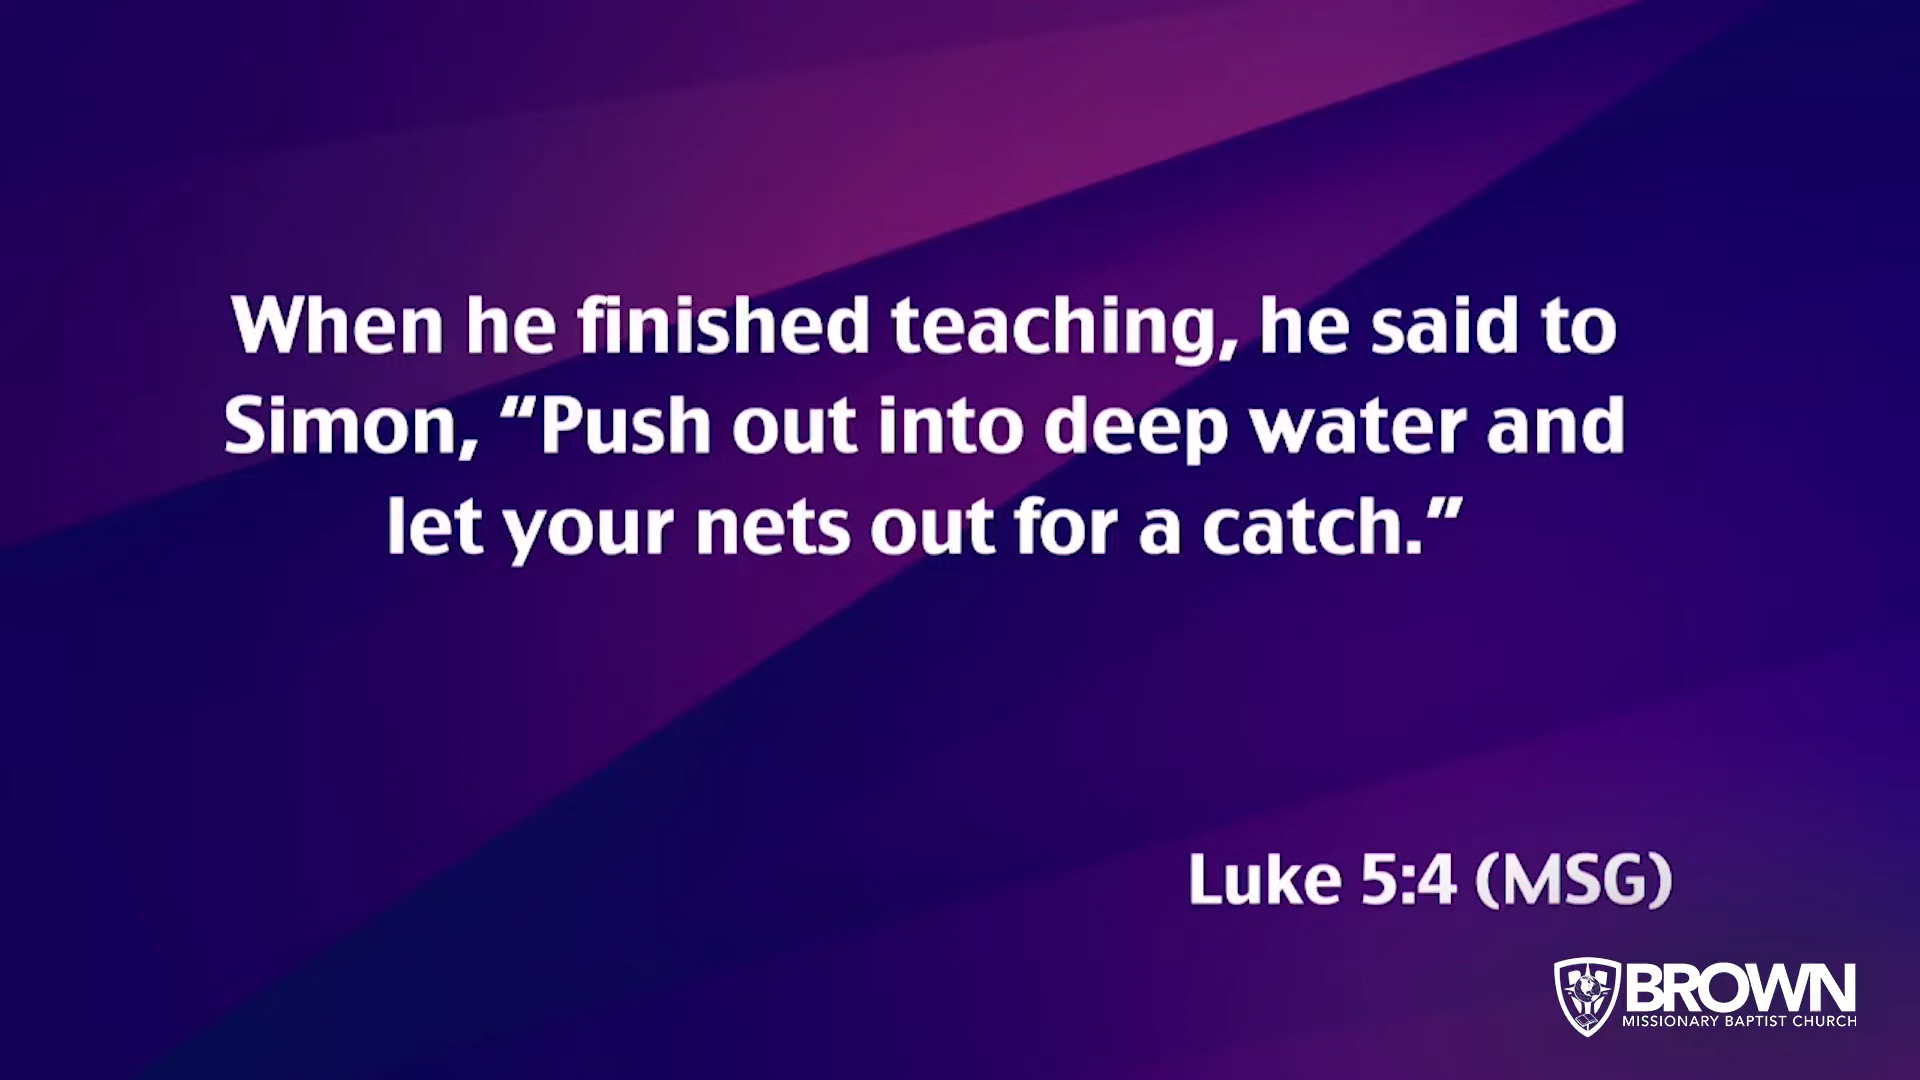 When he finished teaching, he said to
Simon, “Push out into deep water and
let your nets out for a catch.”
Luke 5:4 (MSG)
BROWN
MISSIONARY BAPTIST CHURCH